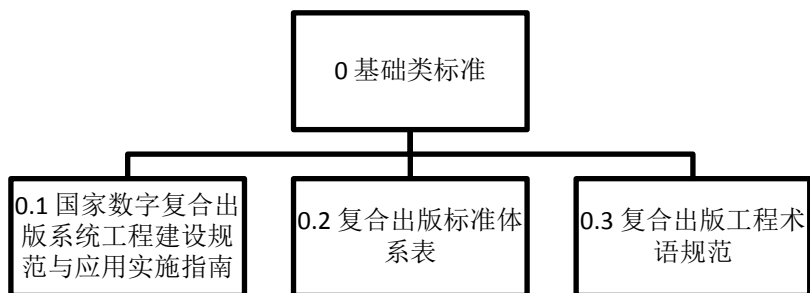 0 基础类标准
0.1 国家数字复合出
版系统工程建设规
范与应用实施指南
0.2 复合出版标准体
系表
0.3 复合出版工程术
语规范